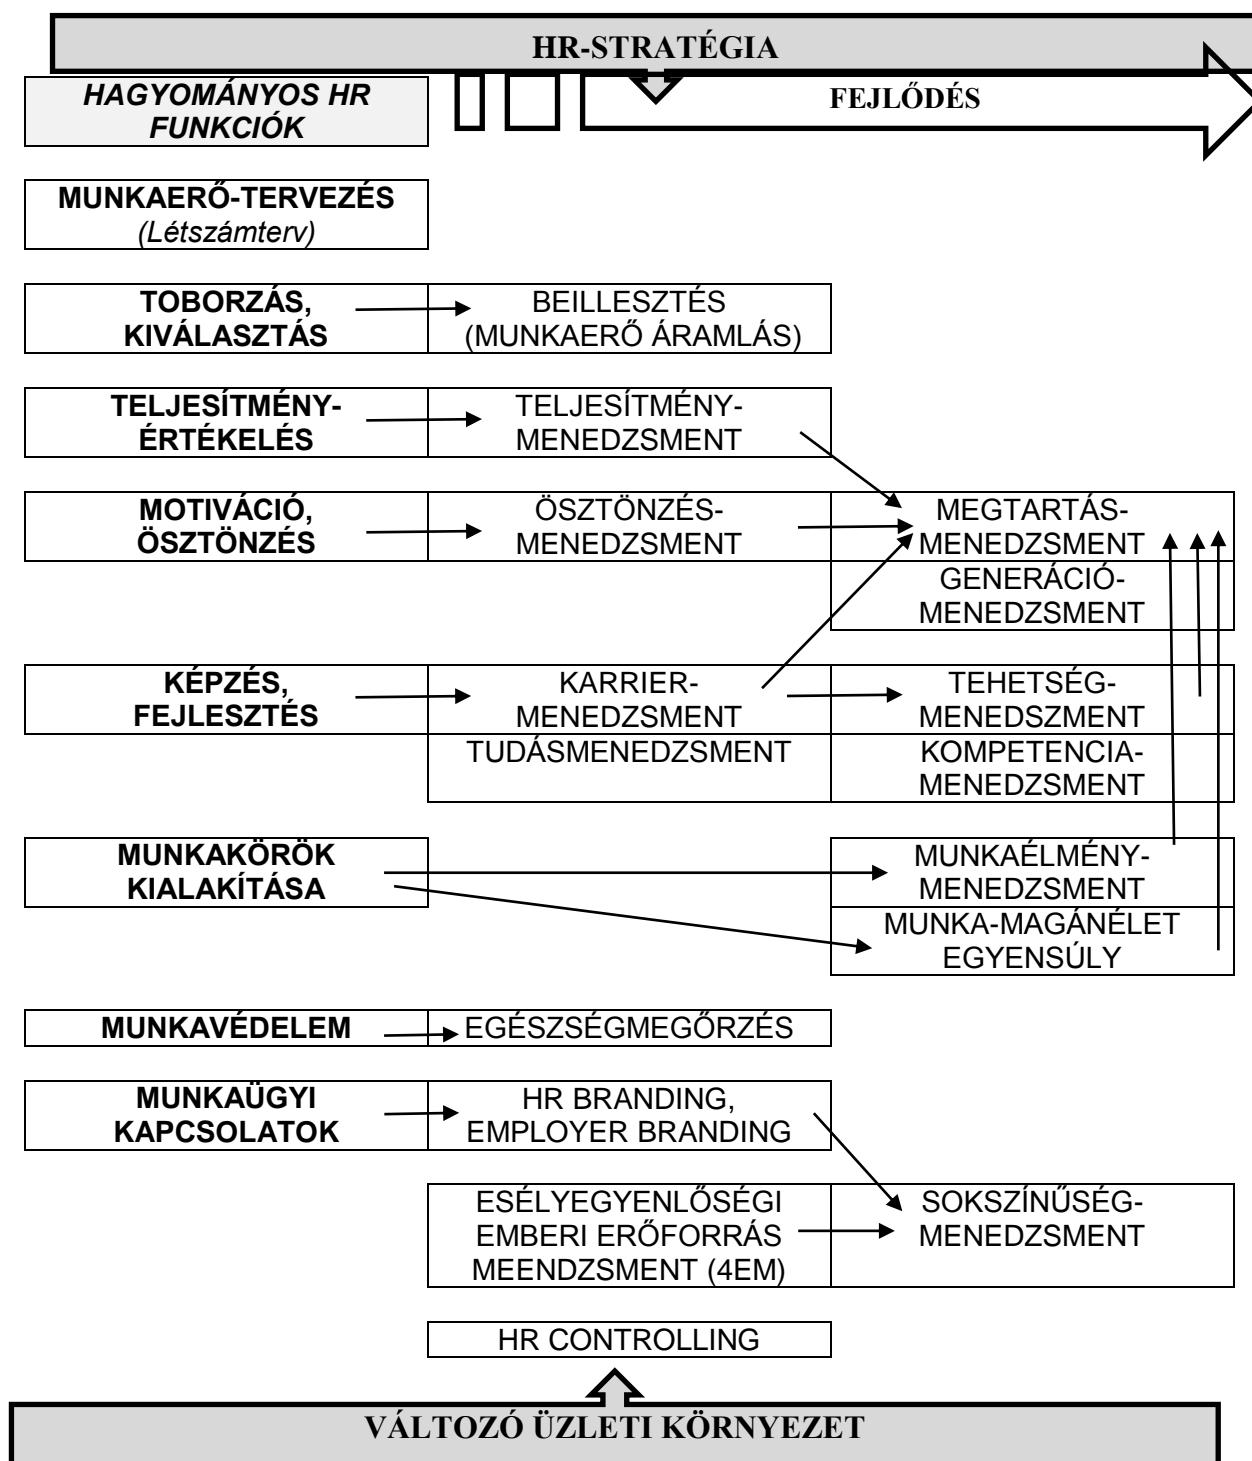 HR-STRATÉGIA
HAGYOMÁNYOS HR
FUNKCIÓK
FEJLŐDÉS
MUNKAERŐ-TERVEZÉS
(Létszámterv)
TOBORZÁS,
KIVÁLASZTÁS
BEILLESZTÉS
(MUNKAERŐ ÁRAMLÁS)
TELJESÍTMÉNY-
ÉRTÉKELÉS
TELJESÍTMÉNY-
MENEDZSMENT
MOTIVÁCIÓ,
ÖSZTÖNZÉS
ÖSZTÖNZÉS-
MENEDZSMENT
MEGTARTÁS-
MENEDZSMENT
GENERÁCIÓ-
MENEDZSMENT
KÉPZÉS,
FEJLESZTÉS
KARRIER-
MENEDZSMENT
TEHETSÉG-
MENEDSZMENT
TUDÁSMENEDZSMENT
KOMPETENCIA-
MENEDZSMENT
MUNKAKÖRÖK
KIALAKÍTÁSA
MUNKAÉLMÉNY-
MENEDZSMENT
MUNKA-MAGÁNÉLET
EGYENSÚLY
MUNKAVÉDELEM
EGÉSZSÉGMEGŐRZÉS
MUNKAÜGYI
KAPCSOLATOK
HR BRANDING,
EMPLOYER BRANDING
ESÉLYEGYENLŐSÉGI
EMBERI ERŐFORRÁS
MEENDZSMENT (4EM)
SOKSZÍNŰSÉG-
MENEDZSMENT
HR CONTROLLING
VÁLTOZÓ ÜZLETI KÖRNYEZET